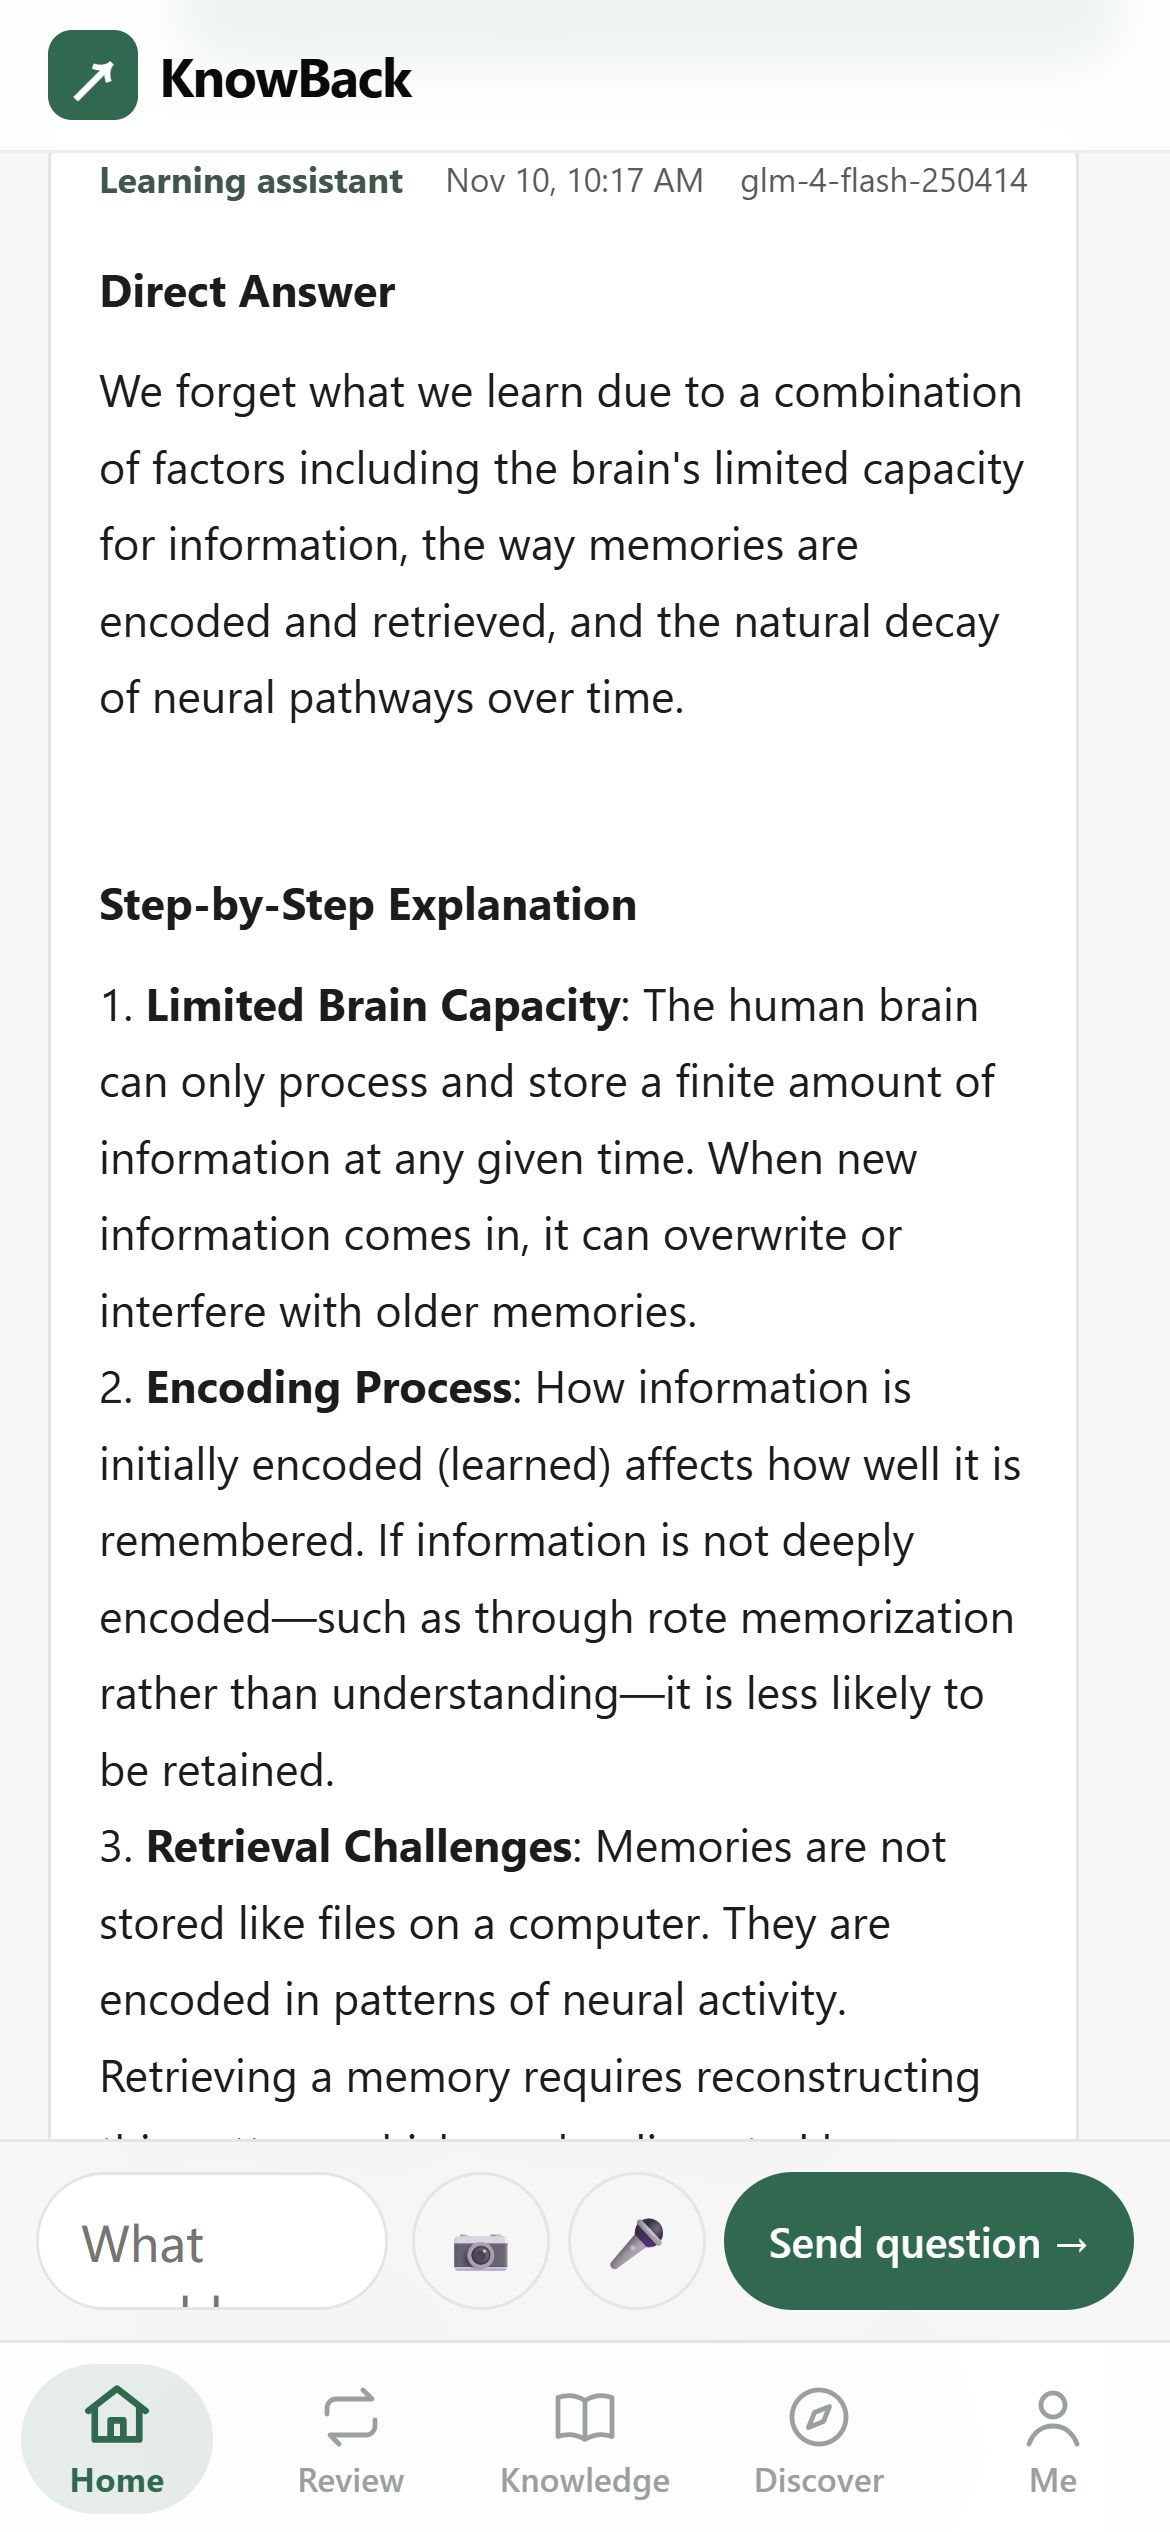 KnowBack
Learning assistant Nov 10, 10:17 AM glm-4-flash-250414
Direct Answer
We forget what we learn due to a combination
of factors including the brain's limited capacity
for information, the way memories are
encoded and retrieved, and the natural decay
of neural pathways over time.
Step-by-Step Explanation
1. Limited Brain Capacity: The human brain
can only process and store a finite amount of
information at any given time. When new
information comes in, it can overwrite or
interfere with older memories.
2. Encoding Process: How information is
initially encoded (learned) affects how well it is
remembered. If information is not deeply
encoded—such as through rote memorization
rather than understanding—it is less likely to
be retained.
3. Retrieval Challenges: Memories are not
stored like files on a computer. They are
encoded in patterns of neural activity.
Retrieving a memory requires reconstructing
What
Send question →
Home Review Knowledge Discover Me